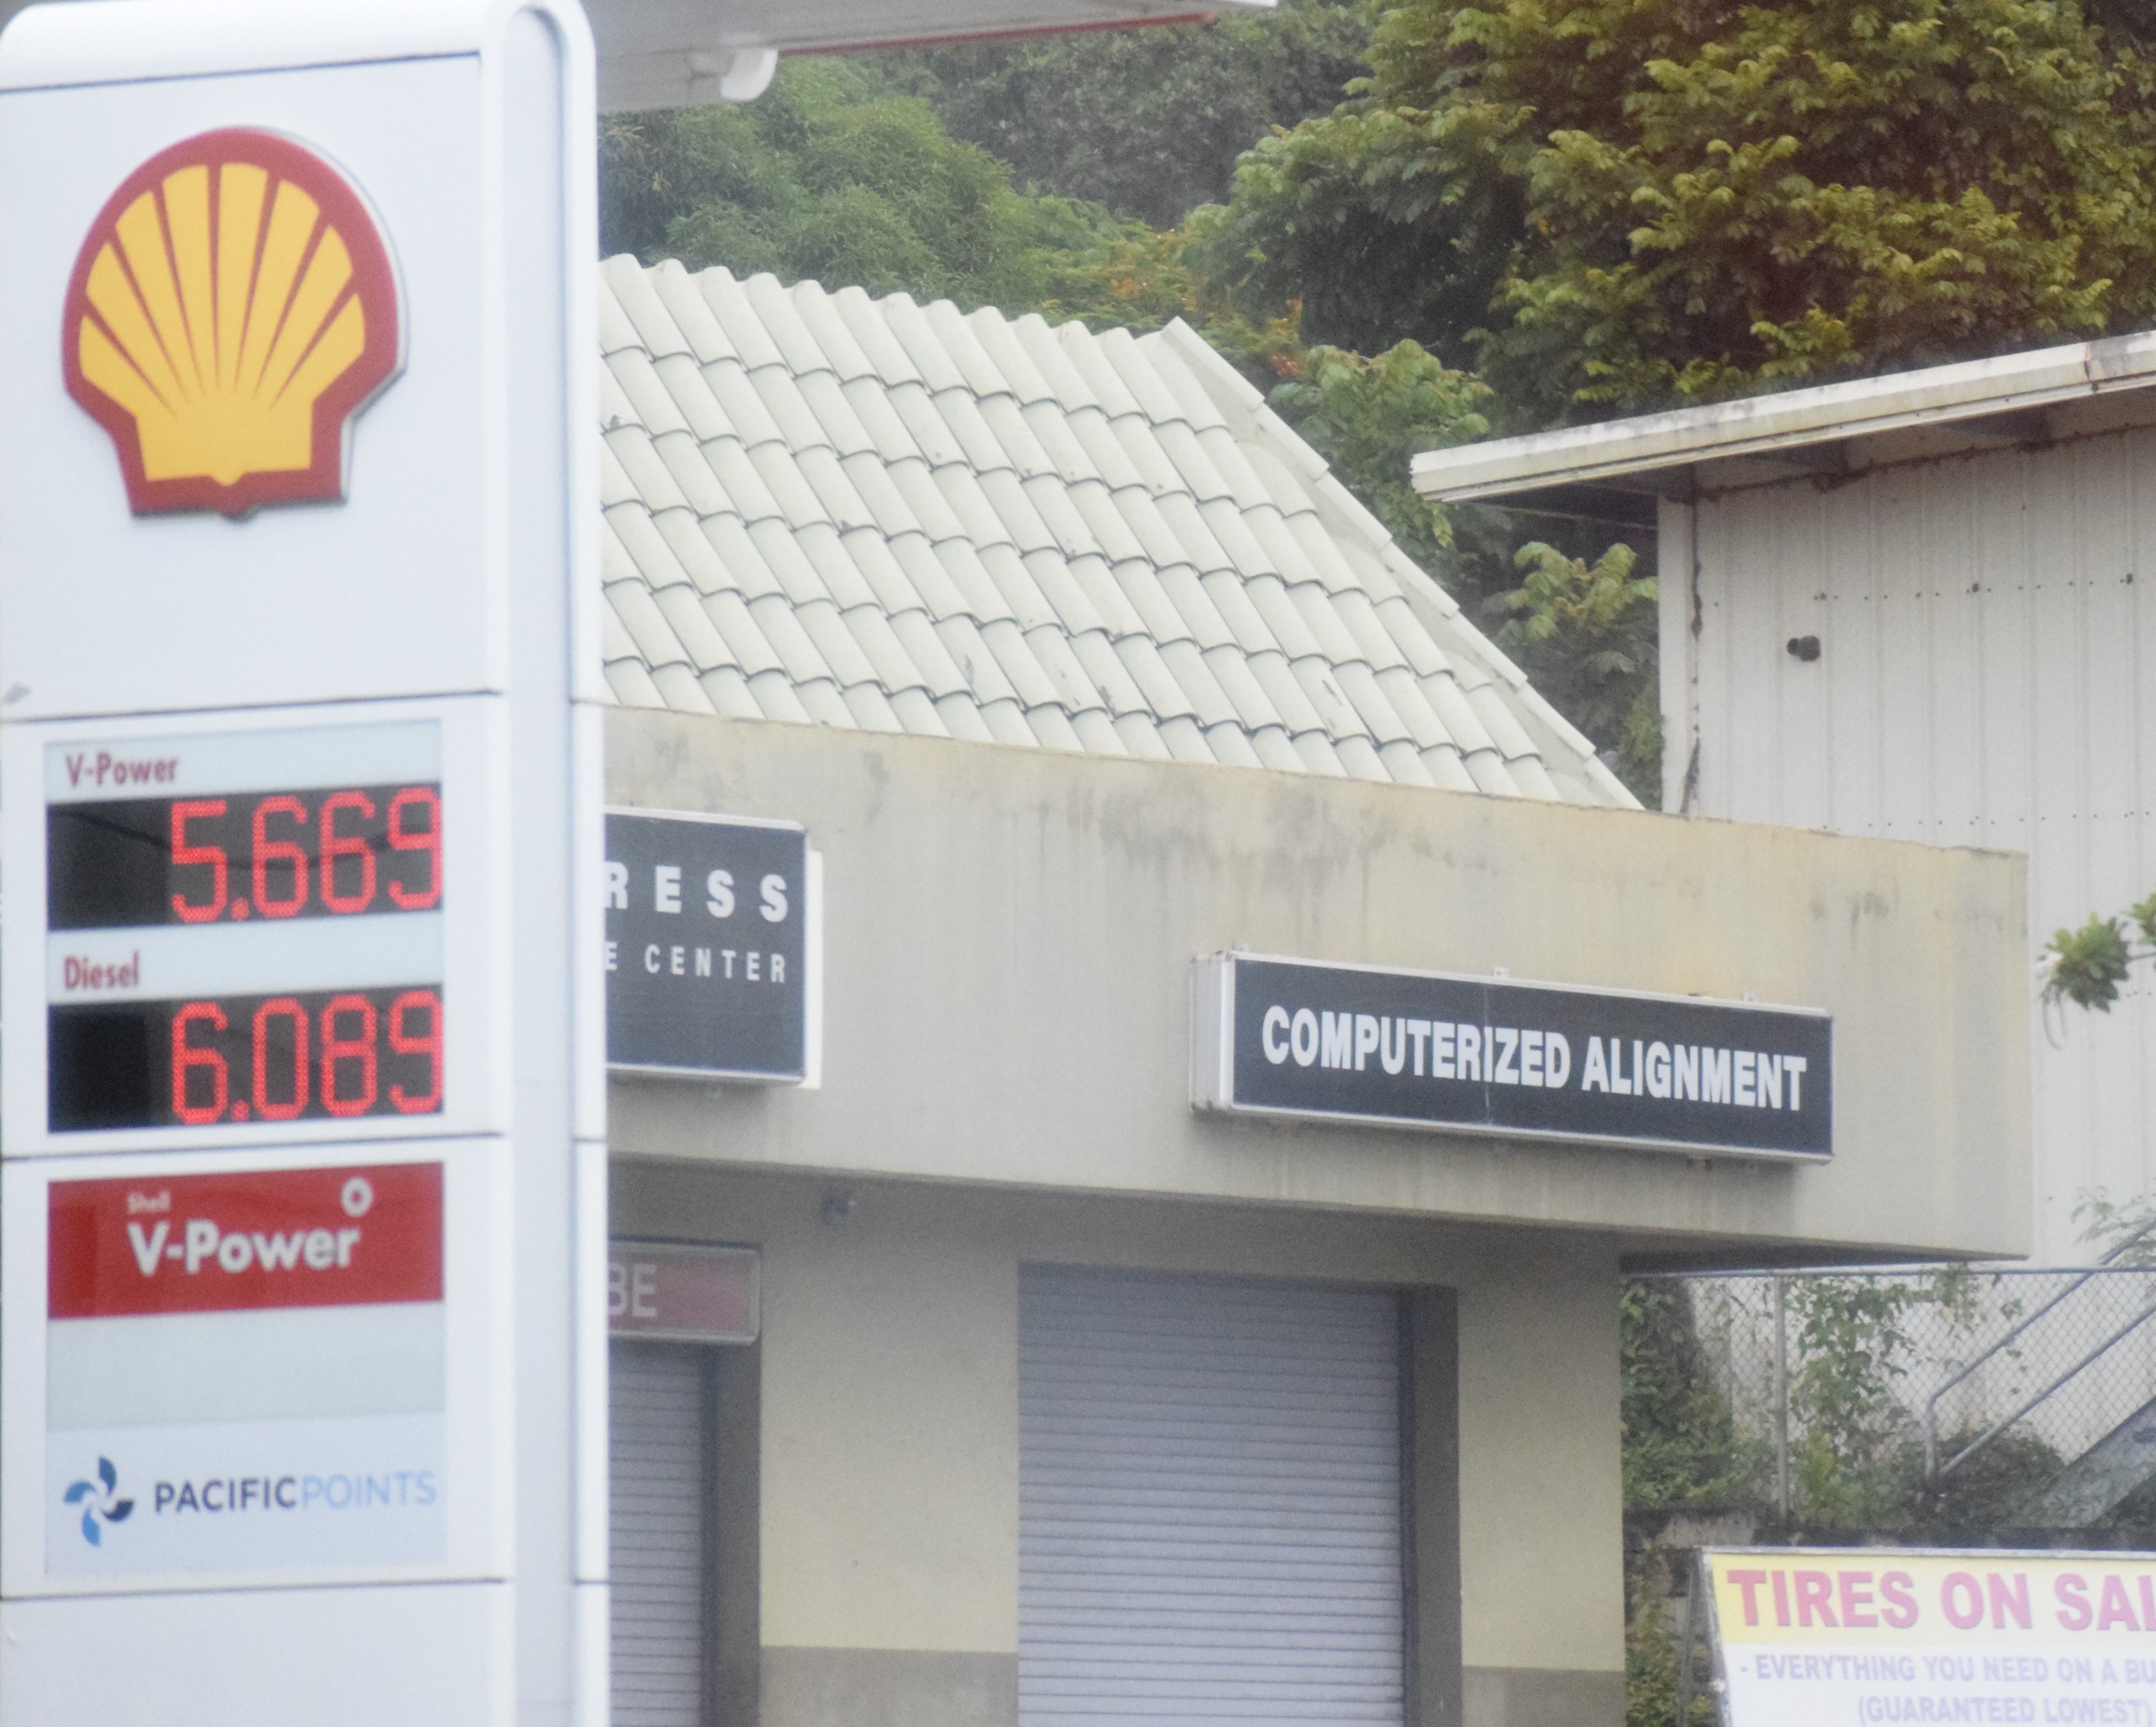 V-Power
5.669
Diesel
6.089
Shell
V-Power
PACIFICPOINTS
RESS
E CENTER
BE
COMPUTERIZED ALIGNMENT
TIRES ON SAL
- EVERYTHING YOU NEED ON A BU
(GUARANTEED LOWEST)